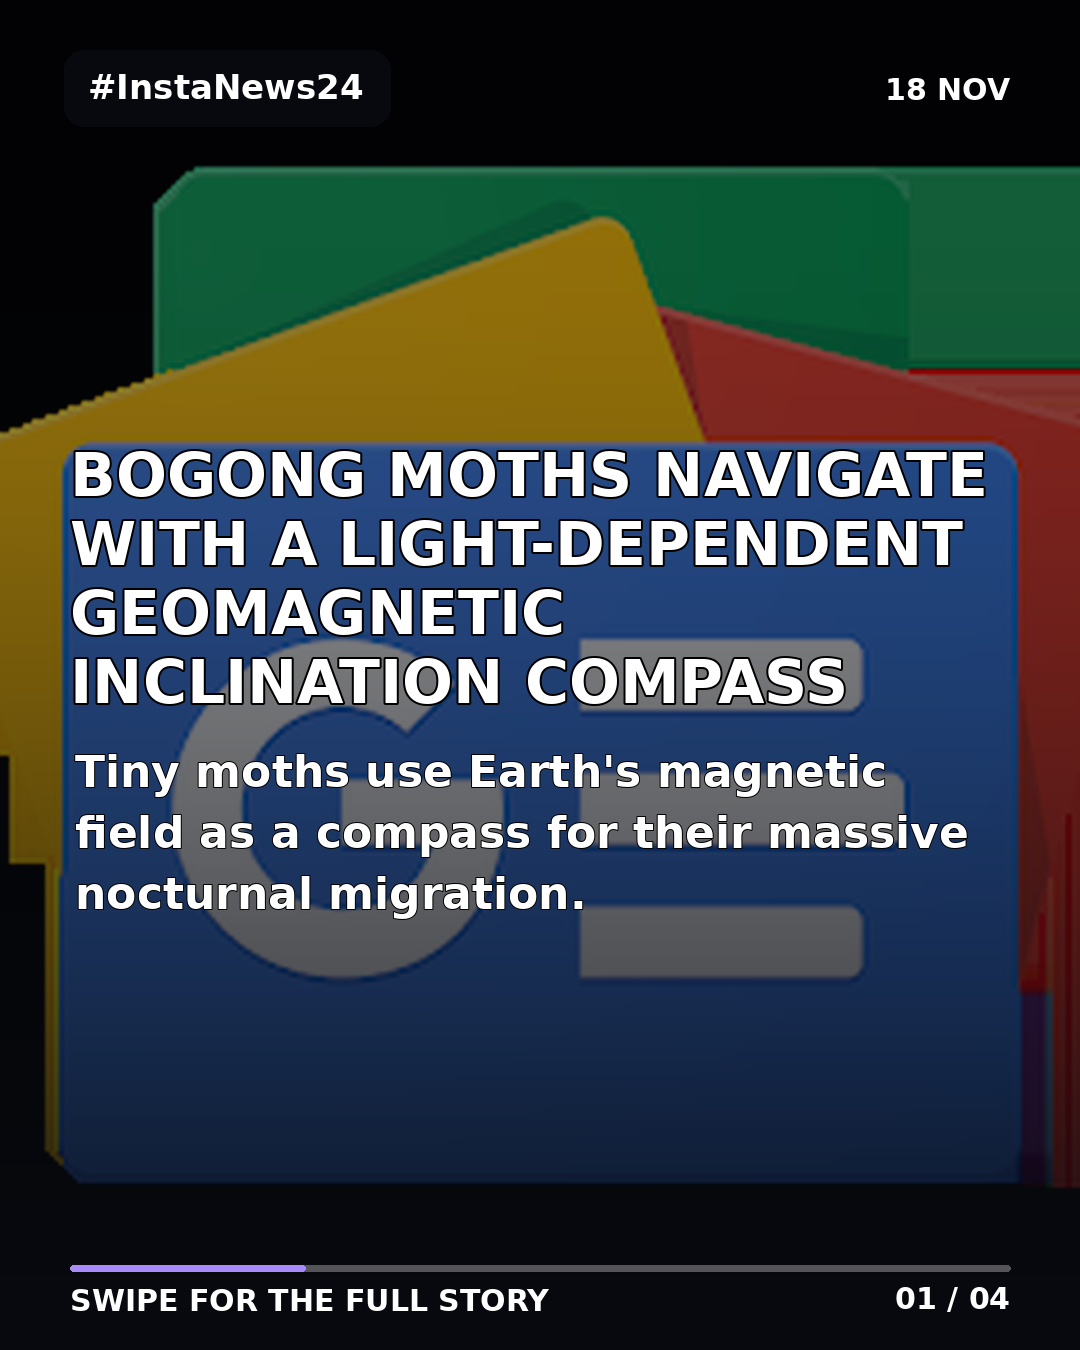 #InstaNews24
18 NOV
BOGONG MOTHS NAVIGATE
WITH A LIGHT-DEPENDENT
GEOMAGNETIC
INCLINATION COMPASS
Tiny moths use Earth's magnetic
field as a compass for their massive
nocturnal migration.
SWIPE FOR THE FULL STORY
01 / 04